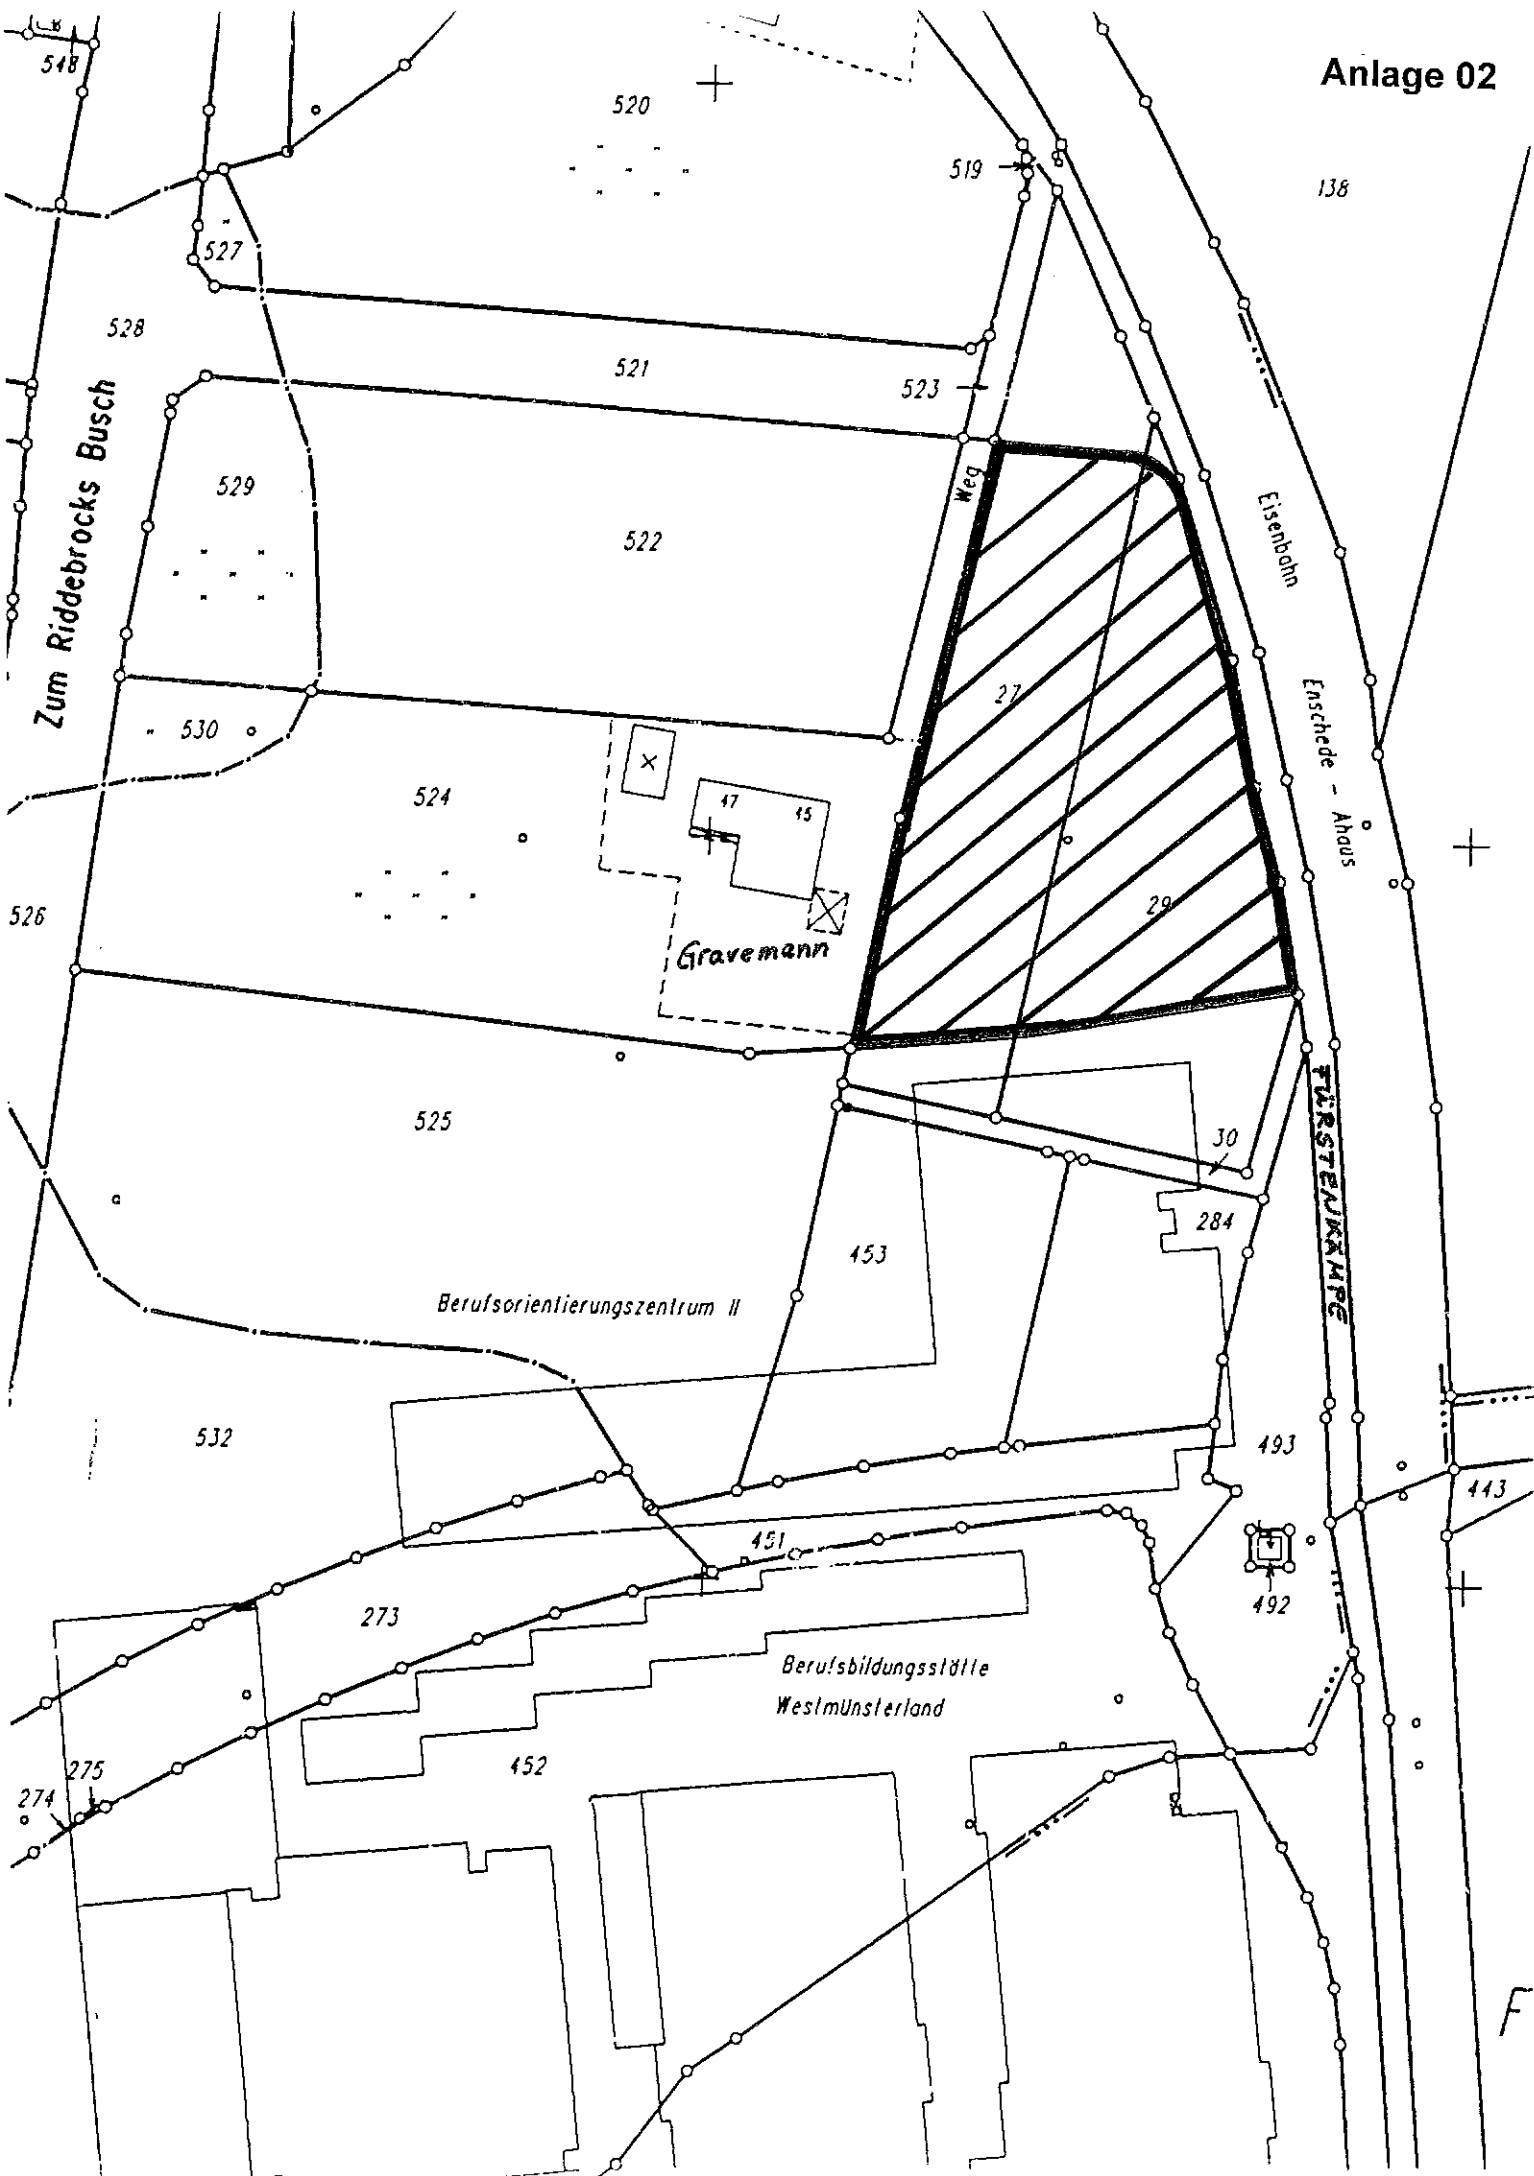 Anlage 02
548
520
519
138
527
528
521
523
Zum Riddebrocks Busch
529
522
Weg
Eisenbahn
27
Enschede - Ahaus
530
524
47
45
526
29
Gravemann
525
30
FÜRSTENKÄMPE
284
453
Berufsorientierungszentrum II
532
493
443
451
492
273
Berufsbildungsstätte
Westmünsterland
452
275
274
F